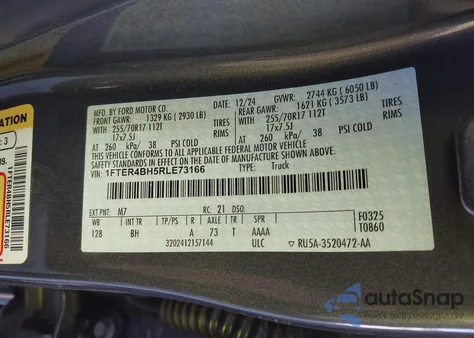 MFD. BY FORD MOTOR CO.
DATE: 12/24
GVWR: 2744 KG ( 6050 LB)
FRONT GAWR: 1329 KG ( 2930 LB)
REAR GAWR: 1621 KG ( 3573 LB)
WITH 255/70R17 112T TIRES
WITH 255/70R17 112T TIRES
17x7.5J RIMS
17x7.5J RIMS
AT 260 kPa/ 38 PSI COLD
AT 260 kPa/ 38 PSI COLD
THIS VEHICLE CONFORMS TO ALL APPLICABLE FEDERAL MOTOR VEHICLE
SAFETY STANDARDS IN EFFECT ON THE DATE OF MANUFACTURE SHOWN ABOVE.
VIN: 1FTER4BH5RLE73166
TYPE: Truck
EXT PNT: M7 RC: 21 DSO:
WB INT TR TP/PS R AXLE TR SPR
128 BH A 73 T AAAA
3202412157144 ULC
F0325
T0860
RU5A-3520472-AA
1FTER4BH5RLE73166
3
autoSnap